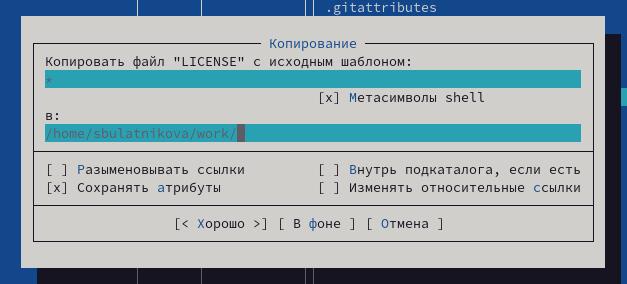 .gitattributes
Копирование
Копировать файл "LICENSE" с исходным шаблоном:
*
[x] Метасимволы shell
в:
/home/sbulatnikova/work/
[ ] Разыменовывать ссылки [ ] Внутрь подкаталога, если есть
[x] Сохранять атрибуты [ ] Изменять относительные ссылки
[< Хорошо >] [ В фоне ] [ Отмена ]